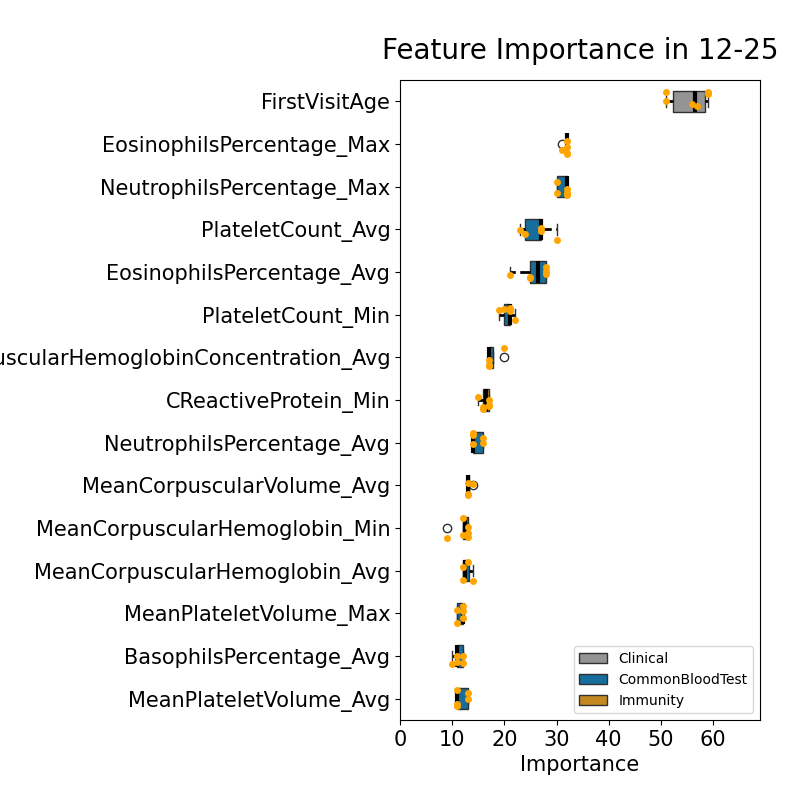 Feature Importance in 12-25
FirstVisitAge
EosinophilsPercentage_Max
NeutrophilsPercentage_Max
PlateletCount_Avg
EosinophilsPercentage_Avg
PlateletCount_Min
uscularHemoglobinConcentration_Avg
CReactiveProtein_Min
NeutrophilsPercentage_Avg
MeanCorpuscularVolume_Avg
MeanCorpuscularHemoglobin_Min
MeanCorpuscularHemoglobin_Avg
MeanPlateletVolume_Max
BasophilsPercentage_Avg
MeanPlateletVolume_Avg
Clinical
CommonBloodTest
Immunity
0 10 20 30 40 50 60
Importance